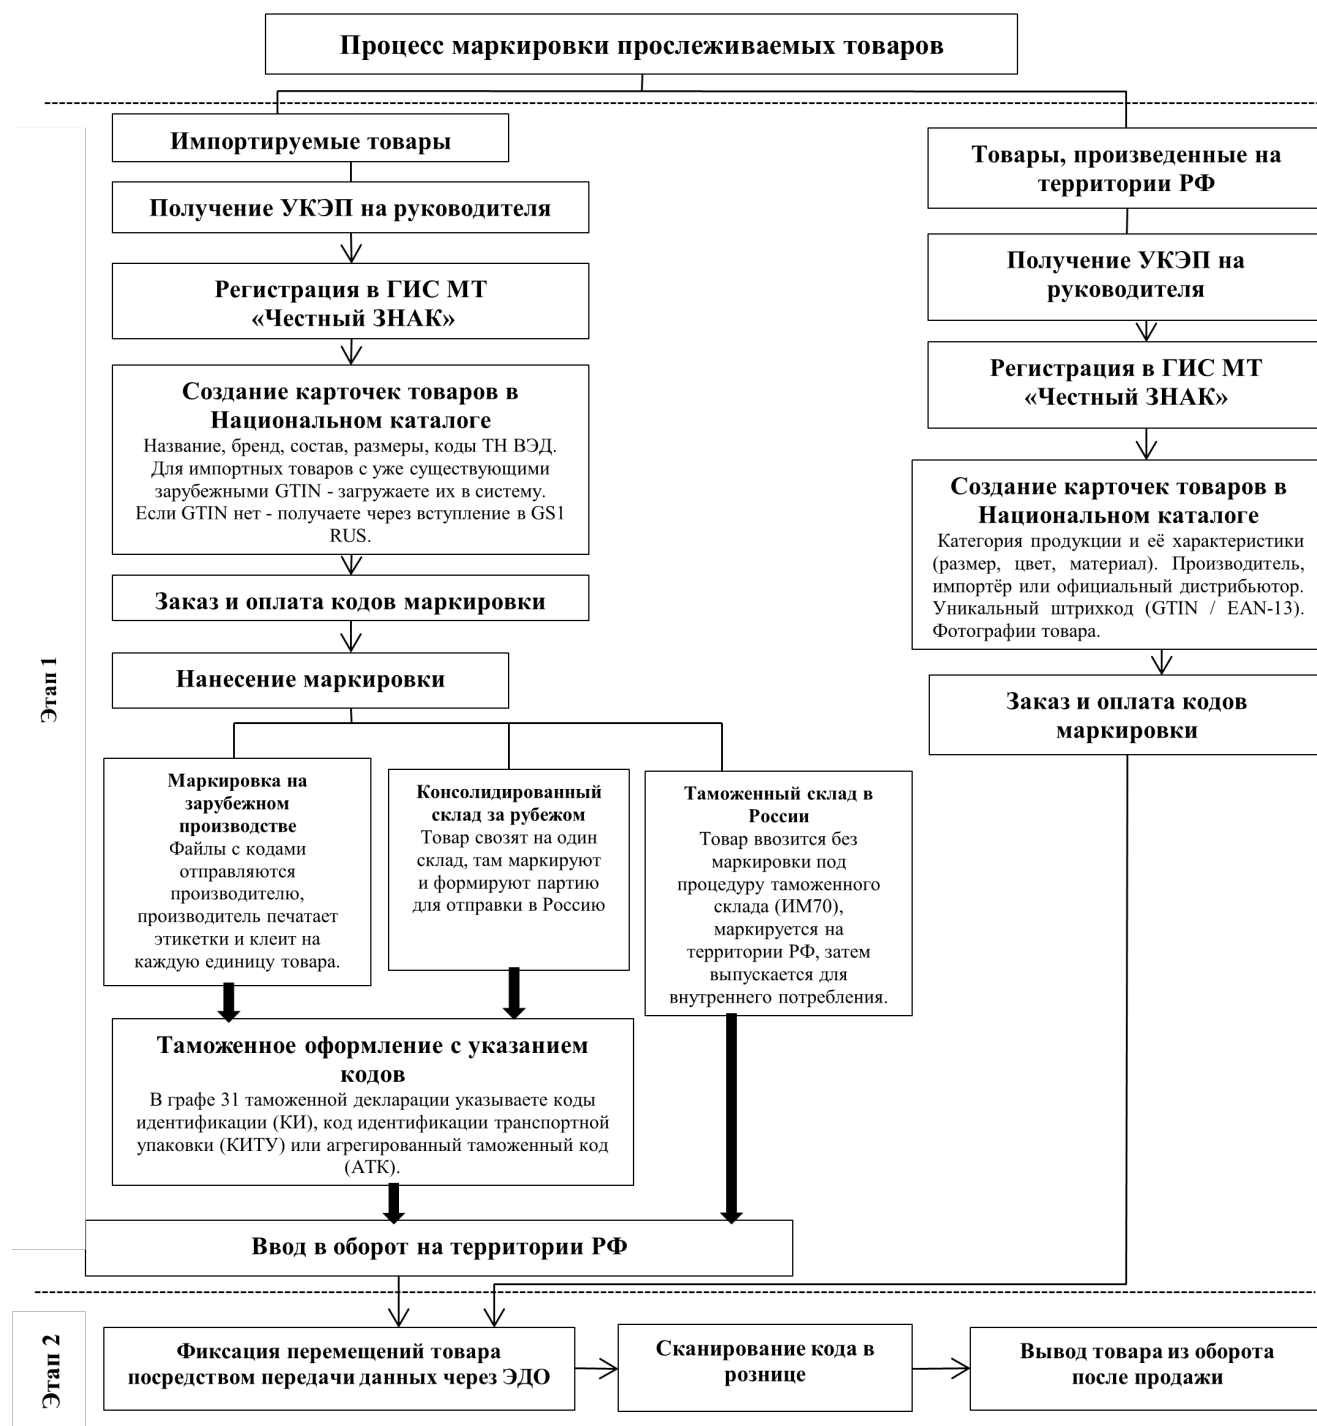 Процесс маркировки прослеживаемых товаров
Этап 1
Импортируемые товары
Получение УКЭП на руководителя
Регистрация в ГИС МТ
«Честный ЗНАК»
Создание карточек товаров в
Национальном каталоге
Название, бренд, состав, размеры, коды ТН ВЭД.
Для импортных товаров с уже существующими
зарубежными GTIN - загружаете их в систему.
Если GTIN нет - получаете через вступление в GS1
RUS.
Заказ и оплата кодов маркировки
Нанесение маркировки
Маркировка на
зарубежном
производстве
Файлы с кодами
отправляются
производителю,
производитель печатает
этикетки и клеит на
каждую единицу товара.
Консолидированный
склад за рубежом
Товар свозят на один
склад, там маркируют
и формируют партию
для отправки в Россию
Таможенный склад в
России
Товар ввозится без
маркировки под
процедуру таможенного
склада (ИМ70),
маркируется на
территории РФ, затем
выпускается для
внутреннего потребления.
Таможенное оформление с указанием
кодов
В графе 31 таможенной декларации указываете коды
идентификации (КИ), код идентификации транспортной
упаковки (КИТУ) или агрегированный таможенный код
(АТК).
Ввод в оборот на территории РФ
Товары, произведенные на
территории РФ
Получение УКЭП на
руководителя
Регистрация в ГИС МТ
«Честный ЗНАК»
Создание карточек товаров в
Национальном каталоге
Категория продукции и её характеристики
(размер, цвет, материал). Производитель,
импортёр или официальный дистрибьютор.
Уникальный штрихкод (GTIN / EAN-13).
Фотографии товара.
Заказ и оплата кодов
маркировки
Этап 2
Фиксация перемещений товара
посредством передачи данных через ЭДО
Сканирование кода в
рознице
Вывод товара из оборота
после продажи